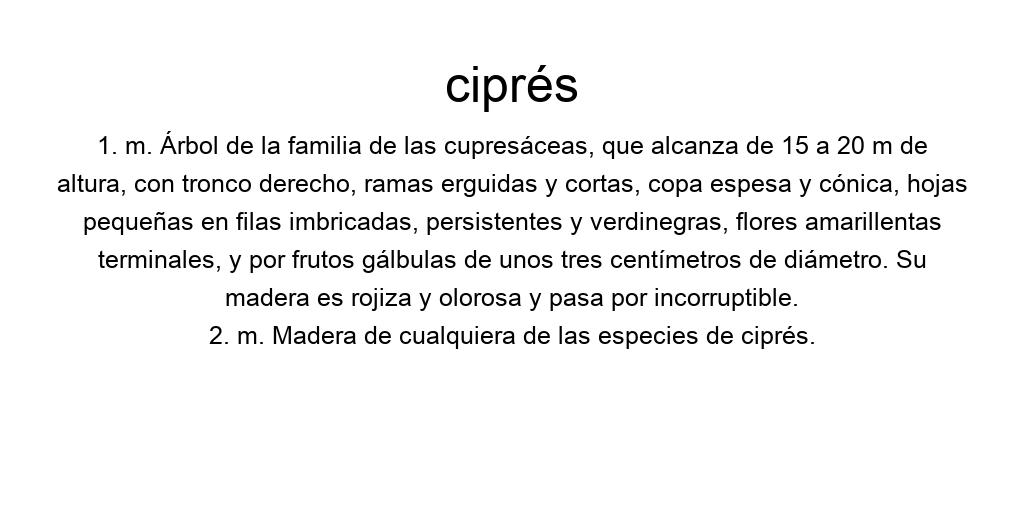 ciprés
1. m. Árbol de la familia de las cupresáceas, que alcanza de 15 a 20 m de
altura, con tronco derecho, ramas erguidas y cortas, copa espesa y cónica, hojas
pequeñas en filas imbricadas, persistentes y verdinegras, flores amarillentas
terminales, y por frutos gálbulas de unos tres centímetros de diámetro. Su
madera es rojiza y olorosa y pasa por incorruptible.
2. m. Madera de cualquiera de las especies de ciprés.